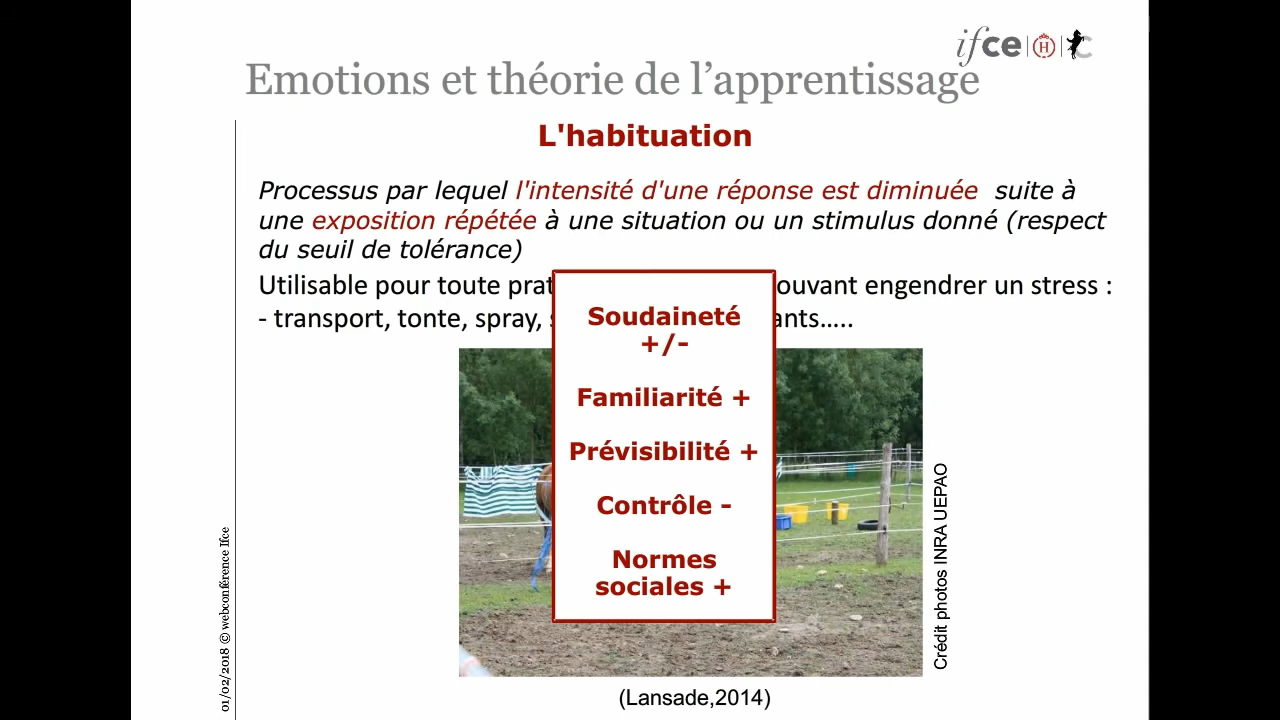 ifce
H
Emotions et théorie de l’apprentissage
L'habituation
Processus par lequel l'intensité d'une réponse est diminuée suite à
une exposition répétée à une situation ou un stimulus donné (respect
du seuil de tolérance)
Utilisable pour toute prat ouvant engendrer un stress :
- transport, tonte, spray, ants…..
Soudaineté
+/-
Familiarité +
Prévisibilité +
Contrôle -
Normes
sociales +
Crédit photos INRA UEPAO
(Lansade,2014)
01/02/2018 © webconférence Ifce